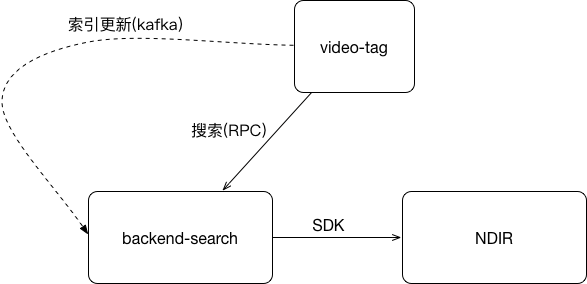 索引更新(kafka)
video-tag
搜索(RPC)
backend-search
SDK
NDIR